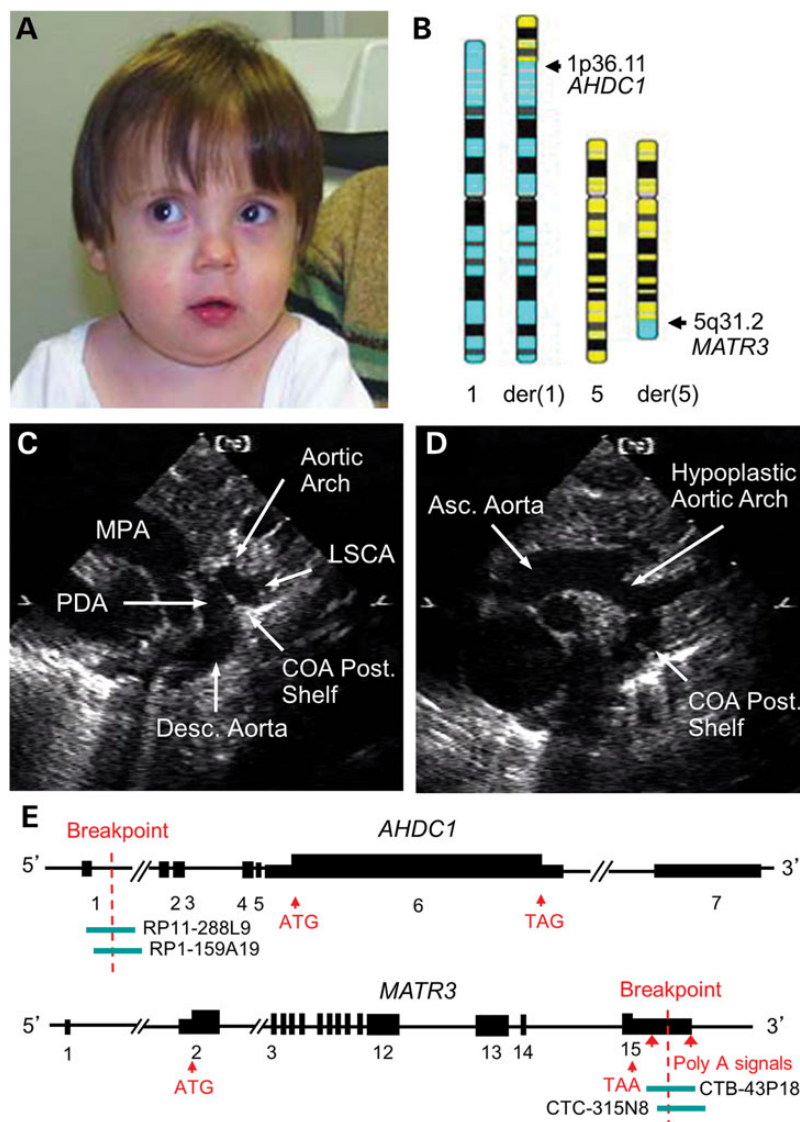 A
B
1p36.11
AHDC1
5q31.2
MATR3
1 der(1) 5 der(5)
C
Aortic
Arch
MPA
LSCA
PDA
COA Post.
Shelf
Desc. Aorta
D
Hypoplastic
Aortic Arch
Asc. Aorta
COA Post.
Shelf
E
Breakpoint
AHDC1
5’ 3’
1 2 3 4 5 6 7
ATG TAG
RP11-288L9
RP1-159A19
MATR3
Breakpoint
5’ 3’
1 2 3 12 13 14 15
ATG
Poly A signals
TAA
CTB-43P18
CTC-315N8